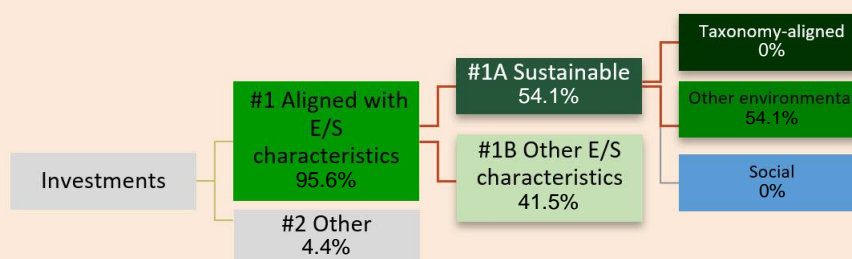 Taxonomy-aligned
0%
#1A Sustainable
54.1%
#1 Aligned with
E/S
characteristics
95.6%
Other environmenta
54.1%
#1B Other E/S
characteristics
41.5%
Investments
Social
0%
#2 Other
4.4%